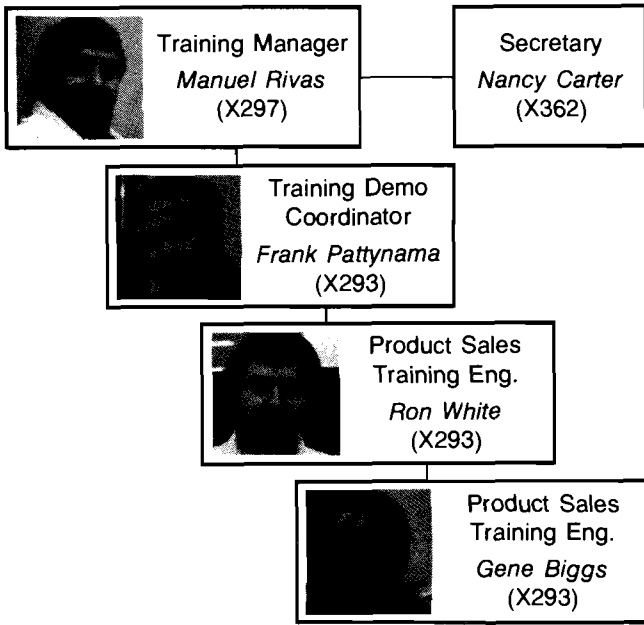 Training Manager
Manuel Rivas
(X297)
Secretary
Nancy Carter
(X362)
Training Demo
Coordinator
Frank Pattynama
(X293)
Product Sales
Training Eng.
Ron White
(X293)
Product Sales
Training Eng.
Gene Biggs
(X293)